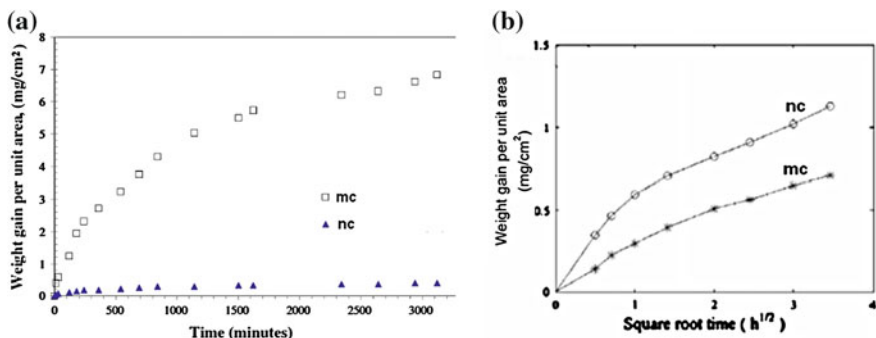 (a)
Weight gain per unit area, (mg/cm²)
8
7
6
5
4
3
2
1
0
mc
nc
0 500 1000 1500 2000 2500 3000
Time (minutes)
(b)
Weight gain per unit area
(mg/cm²)
1.5
1
0.5
0
nc
mc
0 1 2 3 4
Square root time ( h^1/2 )